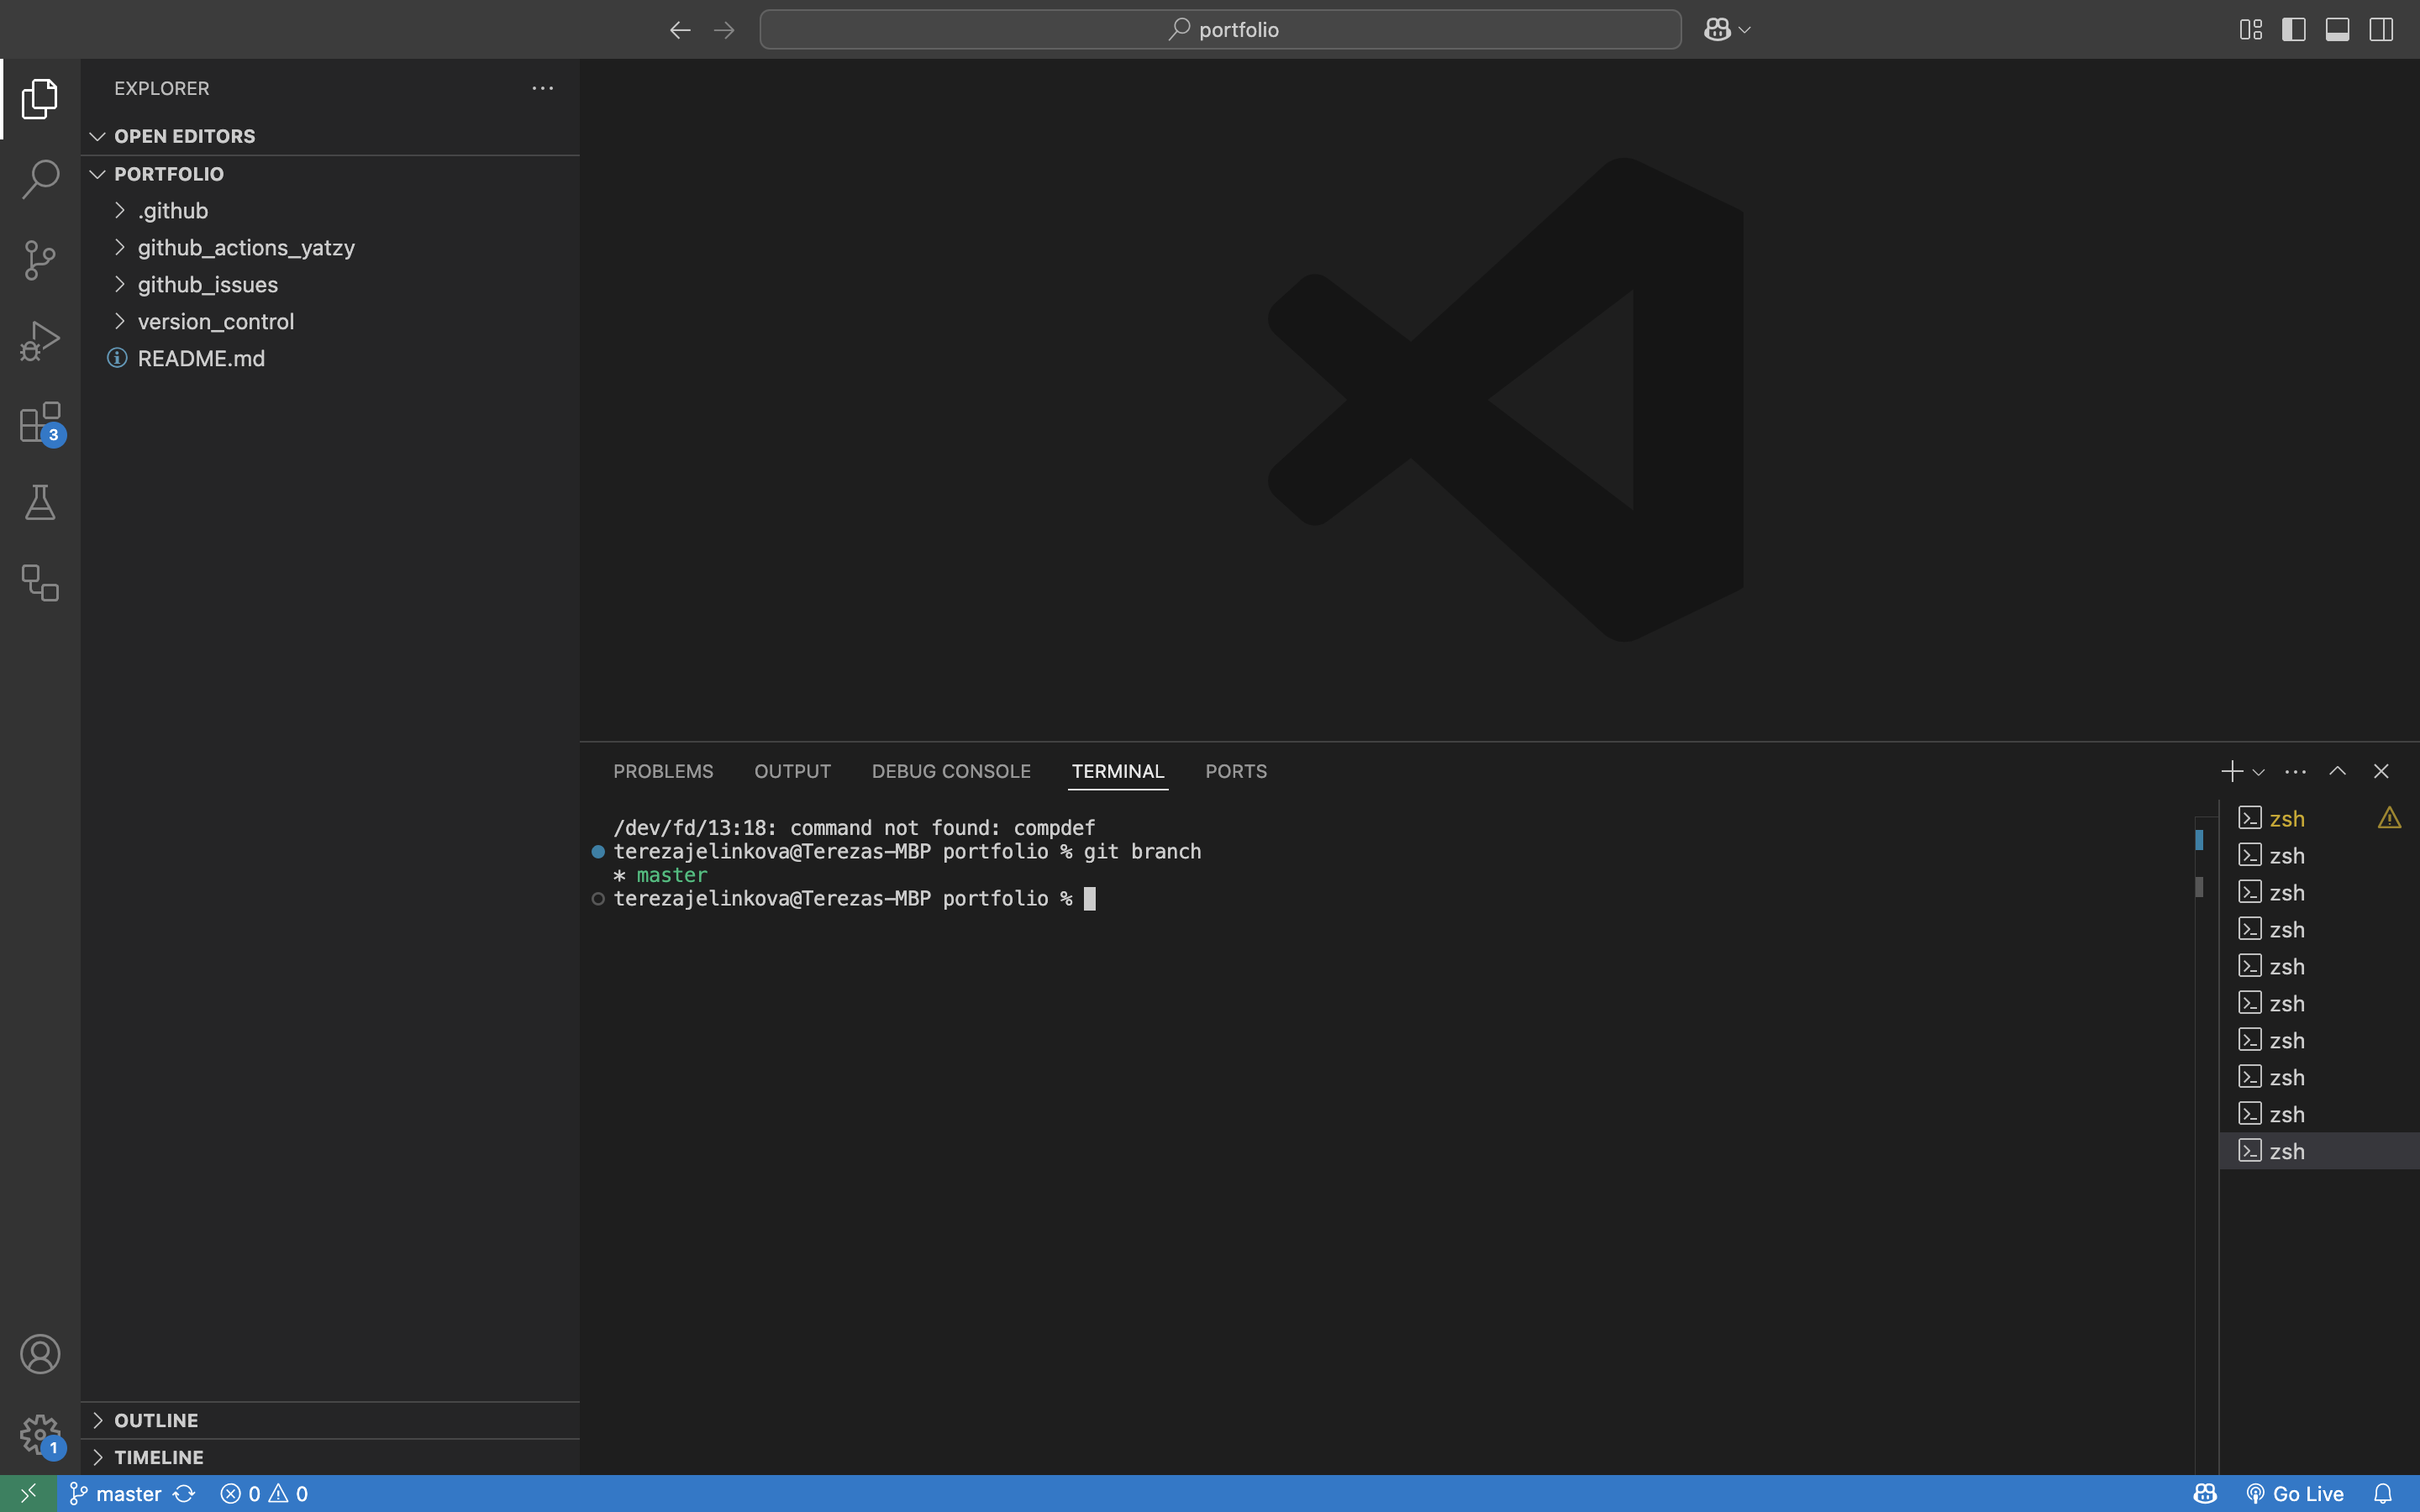 portfolio
EXPLORER
OPEN EDITORS
PORTFOLIO
.github
github_actions_yatzy
github_issues
version_control
README.md
3
PROBLEMS OUTPUT DEBUG CONSOLE TERMINAL PORTS
/dev/fd/13:18: command not found: compdef
terezajelinkova@Terezas-MBP portfolio % git branch
* master
terezajelinkova@Terezas-MBP portfolio %
zsh
zsh
zsh
zsh
zsh
zsh
zsh
zsh
zsh
zsh
OUTLINE
TIMELINE
1
master 0 0 Go Live